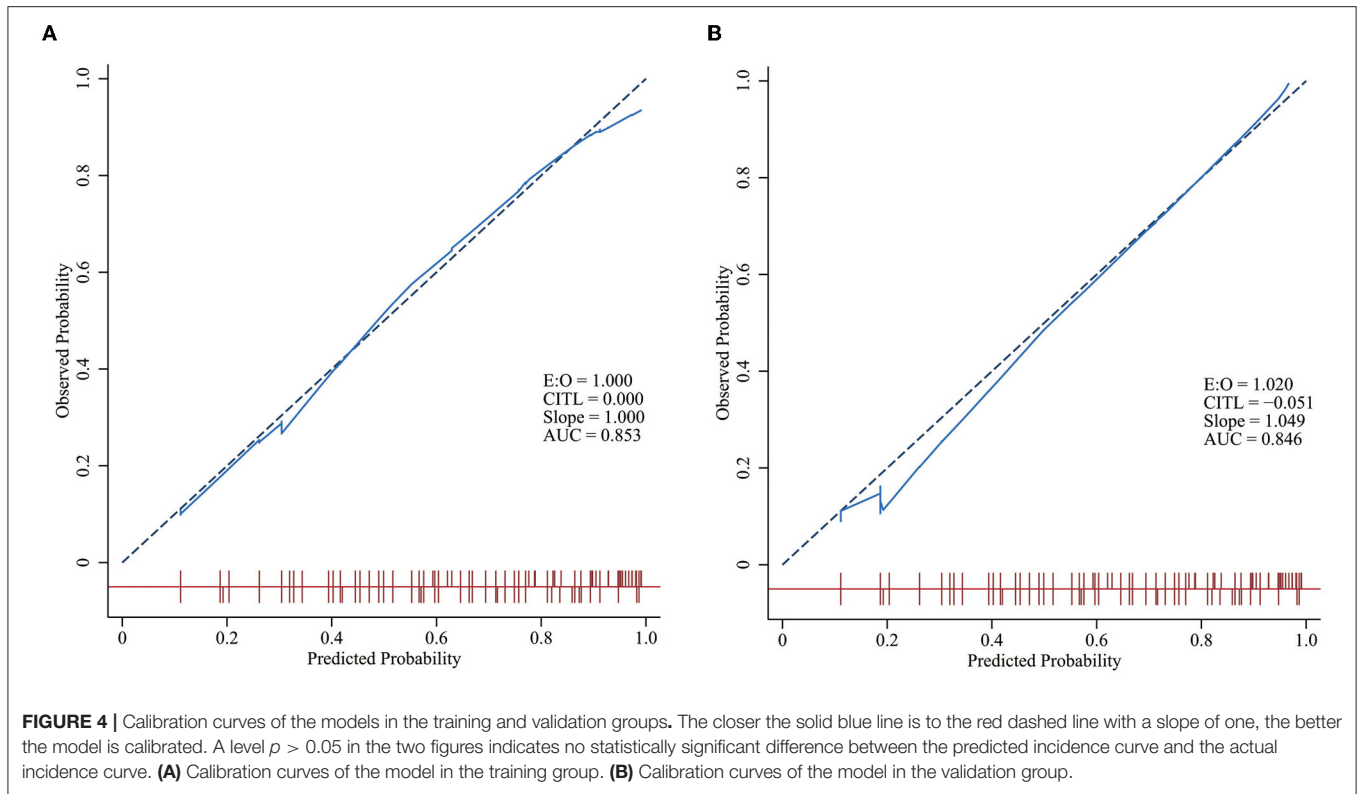 A
B
1.0
0.8
0.6
0.4
0.2
0
Observed Probability
E:O = 1.000
CITL = 0.000
Slope = 1.000
AUC = 0.853
0 0.2 0.4 0.6 0.8 1.0
Predicted Probability
1.0
0.8
0.6
0.4
0.2
0
Observed Probability
E:O = 1.020
CITL = −0.051
Slope = 1.049
AUC = 0.846
0 0.2 0.4 0.6 0.8 1.0
Predicted Probability
FIGURE 4 | Calibration curves of the models in the training and validation groups. The closer the solid blue line is to the red dashed line with a slope of one, the better
the model is calibrated. A level p > 0.05 in the two figures indicates no statistically significant difference between the predicted incidence curve and the actual
incidence curve. (A) Calibration curves of the model in the training group. (B) Calibration curves of the model in the validation group.